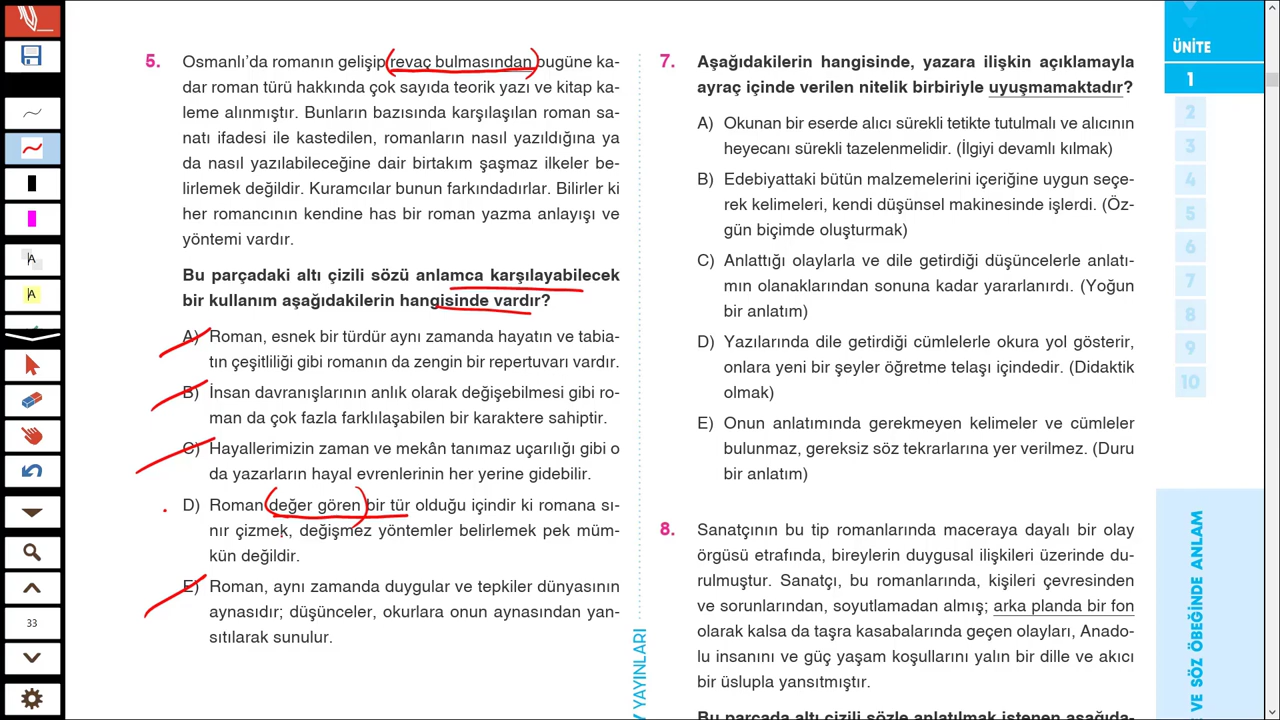 5. Osmanlı’da romanın gelişip revaç bulmasından bugüne ka-
dar roman türü hakkında çok sayıda teorik yazı ve kitap ka-
leme alınmıştır. Bunların bazısında karşılaşılan roman sa-
natı ifadesi ile kastedilen, romanların nasıl yazıldığına ya
da nasıl yazılabileceğine dair birtakım şaşmaz ilkeler be-
lirlemek değildir. Kuramcılar bunun farkındadırlar. Bilirler ki
her romancının kendine has bir roman yazma anlayışı ve
yöntemi vardır.
Bu parçadaki altı çizili sözü anlamca karşılayabilecek
bir kullanım aşağıdakilerin hangisinde vardır?
A) Roman, esnek bir türdür aynı zamanda hayatın ve tabia-
tın çeşitliliği gibi romanın da zengin bir repertuvarı vardır.
B) İnsan davranışlarının anlık olarak değişebilmesi gibi ro-
man da çok fazla farklılaşabilen bir karaktere sahiptir.
C) Hayallerimizin zaman ve mekân tanımaz uçarılığı gibi o
da yazarların hayal evrenlerinin her yerine gidebilir.
D) Roman değer gören bir tür olduğu içindir ki romana sı-
nır çizmek, değişmez yöntemler belirlemek pek müm-
kün değildir.
E) Roman, aynı zamanda duygular ve tepkiler dünyasının
aynasıdır; düşünceler, okurlara onun aynasından yan-
sıtılarak sunulur.
7. Aşağıdakilerin hangisinde, yazara ilişkin açıklamayla
ayraç içinde verilen nitelik birbiriyle uyuşmamaktadır?
A) Okunan bir eserde alıcı sürekli tetikte tutulmalı ve alıcının
heyecanı sürekli tazelenmelidir. (İlgiyi devamlı kılmak)
B) Edebiyattaki bütün malzemelerini içeriğine uygun seçe-
rek kelimeleri, kendi düşünsel makinesinde işlerdi. (Öz-
gün biçimde oluşturmak)
C) Anlattığı olaylarla ve dile getirdiği düşüncelerle anlatı-
mın olanaklarından sonuna kadar yararlanırdı. (Yoğun
bir anlatım)
D) Yazılarında dile getirdiği cümlelerle okura yol gösterir,
onlara yeni bir şeyler öğretme telaşı içindedir. (Didaktik
olmak)
E) Onun anlatımında gerekmeyen kelimeler ve cümleler
bulunmaz, gereksiz söz tekrarlarına yer verilmez. (Duru
bir anlatım)
8. Sanatçının bu tip romanlarında maceraya dayalı bir olay
örgüsü etrafında, bireylerin duygusal ilişkileri üzerinde du-
rulmuştur. Sanatçı, bu romanlarında, kişileri çevresinden
ve sorunlarından, soyutlamadan almış; arka planda bir fon
olarak kalsa da taşra kasabalarında geçen olayları, Anado-
lu insanını ve güç yaşam koşullarını yalın bir dille ve akıcı
bir üslupla yansıtmıştır.
Bu parçada altı çizili sözle anlatılmak istenen aşağıda-
ÜNİTE
1
2
3
4
5
6
7
8
9
10
VE SÖZ ÖBEĞİNDE ANLAM
YAYINLARI
A
A
33